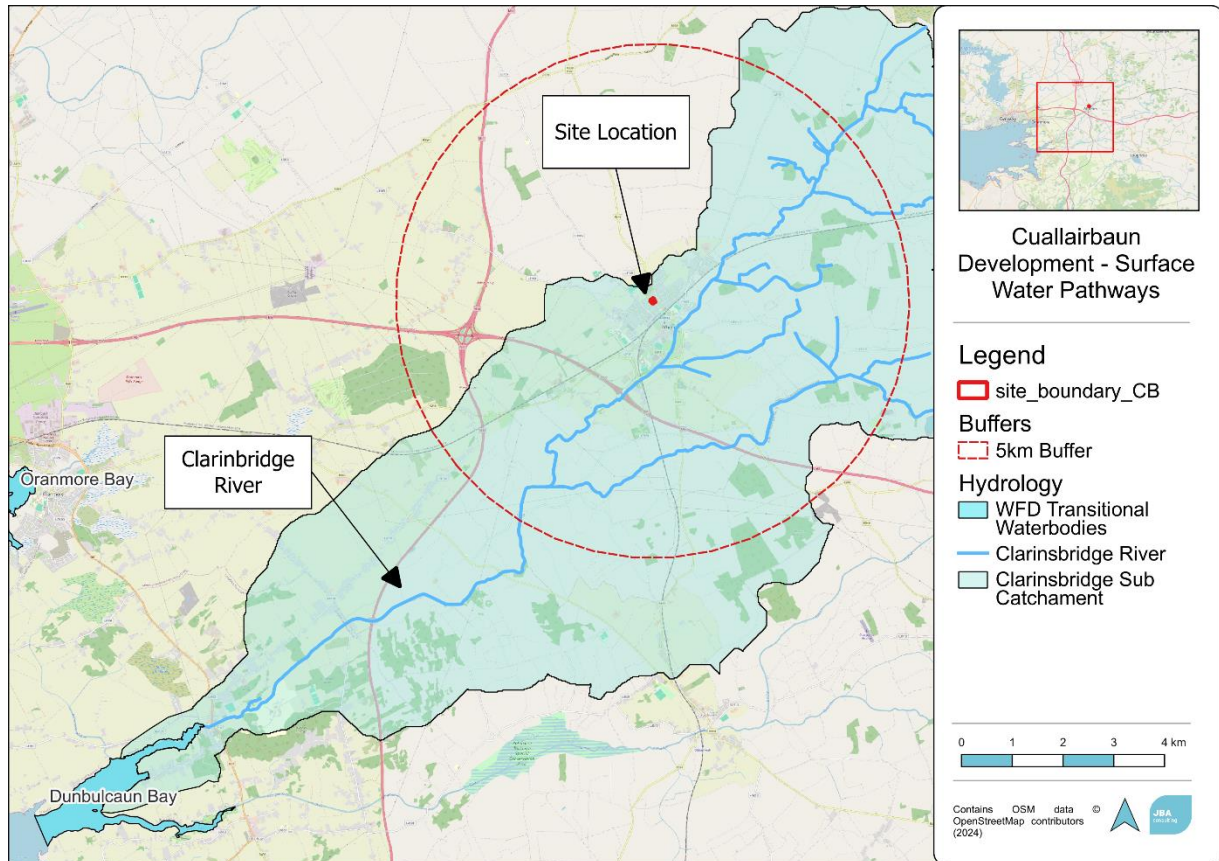 Site Location
Clarinbridge
River
Oranmore Bay
Dunbulcaun Bay
Cuallairbaun
Development - Surface
Water Pathways
Legend
site_boundary_CB
Buffers
5km Buffer
Hydrology
WFD Transitional
Waterbodies
Clarinsbridge River
Clarinsbridge Sub
Catchament
0 1 2 3 4 km
Contains OSM data ©
OpenStreetMap contributors
(2024)
JBA
consulting